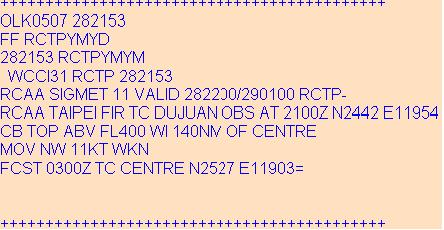 ++++++++++++++++++++++++++++++++++++++++++++
OLK0507 282153
FF RCTPYMYD
282153 RCTPYMYM
WCCI31 RCTP 282153
RCAA SIGMET 11 VALID 282200/290100 RCTP-
RCAA TAIPEI FIR TC DUJUAN OBS AT 2100Z N2442 E11954
CB TOP ABV FL400 WI 140NM OF CENTRE
MOV NW 11KT WKN
FCST 0300Z TC CENTRE N2527 E11903=
++++++++++++++++++++++++++++++++++++++++++++